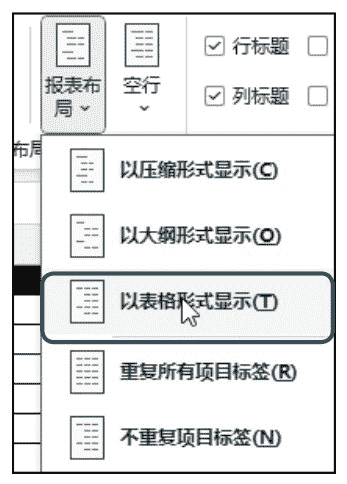 报表布
局
空行
行标题
列标题
布局
以压缩形式显示(C)
以大纲形式显示(O)
以表格形式显示(T)
重复所有项目标签(R)
不重复项目标签(N)